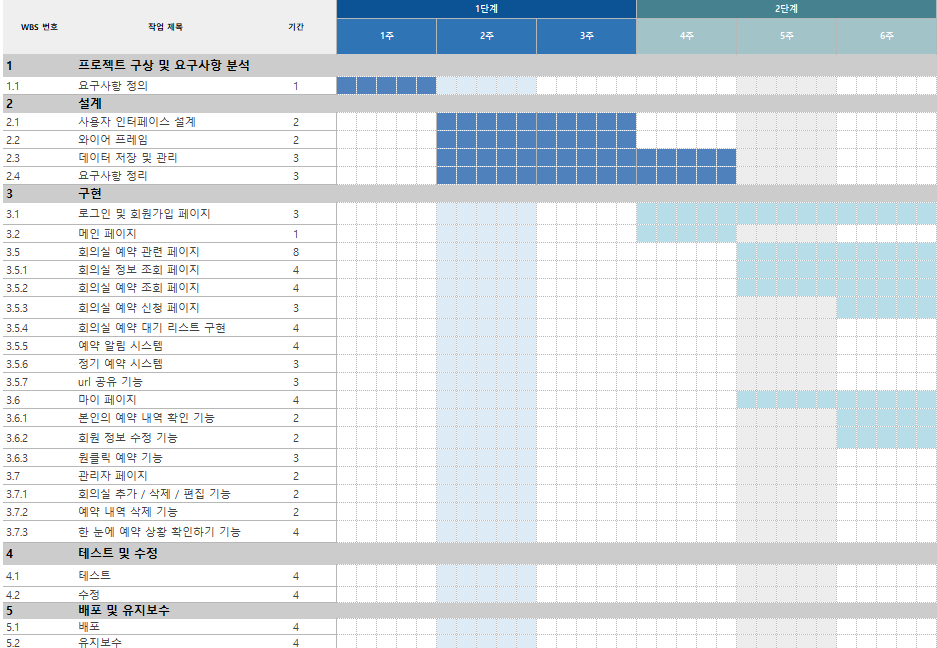 1단계 2단계
WBS 번호 작업 제목 기간
1주 2주 3주 4주 5주 6주
1 프로젝트 구상 및 요구사항 분석
1.1 요구사항 정의 1
2 설계
2.1 사용자 인터페이스 설계 2
2.2 와이어 프레임 2
2.3 데이터 저장 및 관리 3
2.4 요구사항 정리 3
3 구현
3.1 로그인 및 회원가입 페이지 3
3.2 메인 페이지 1
3.5 회의실 예약 관련 페이지 8
3.5.1 회의실 정보 조회 페이지 4
3.5.2 회의실 예약 조회 페이지 4
3.5.3 회의실 예약 신청 페이지 3
3.5.4 회의실 예약 대기 리스트 구현 4
3.5.5 예약 알림 시스템 4
3.5.6 정기 예약 시스템 3
3.5.7 url 공유 기능 3
3.6 마이 페이지 4
3.6.1 본인의 예약 내역 확인 기능 2
3.6.2 회원 정보 수정 기능 2
3.6.3 원클릭 예약 기능 3
3.7 관리자 페이지 2
3.7.1 회의실 추가 / 삭제 / 편집 기능 2
3.7.2 예약 내역 삭제 기능 2
3.7.3 한 눈에 예약 상황 확인하기 기능 4
4 테스트 및 수정
4.1 테스트 4
4.2 수정 4
5 배포 및 유지보수
5.1 배포 4
5.2 유지보수 4